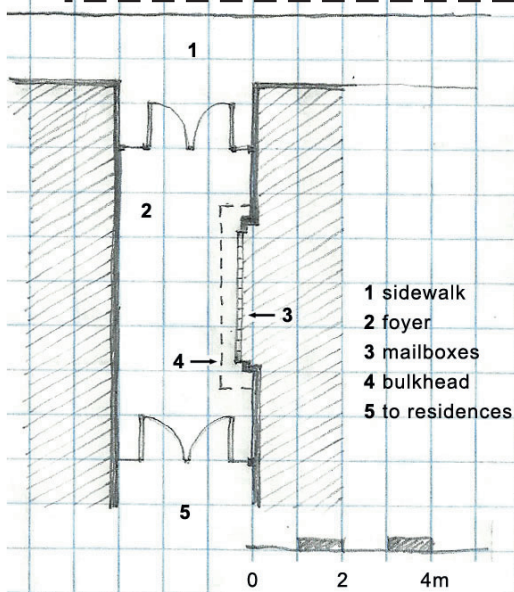 1
2
3
4
1 sidewalk
2 foyer
3 mailboxes
4 bulkhead
5 to residences
5
0 2 4m